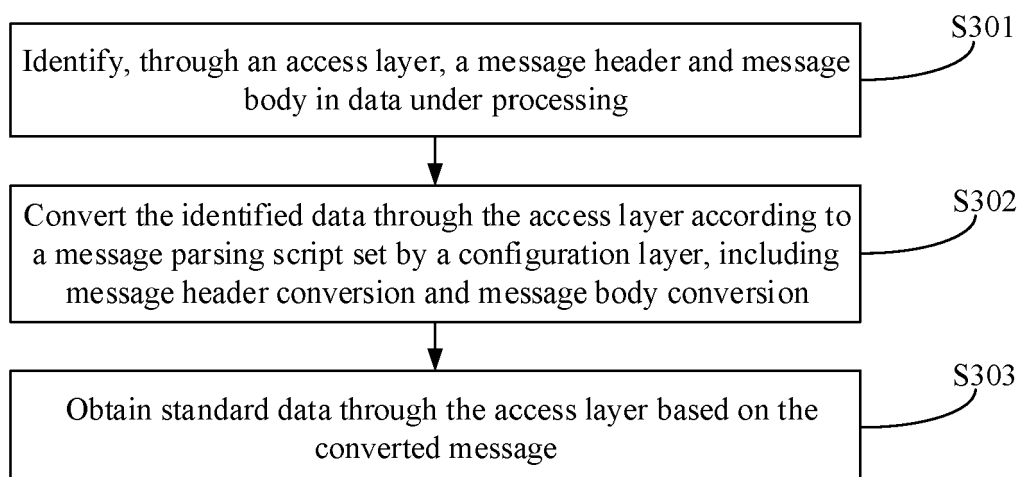 S301
Identify, through an access layer, a message header and message
body in data under processing
S302
Convert the identified data through the access layer according to
a message parsing script set by a configuration layer, including
message header conversion and message body conversion
S303
Obtain standard data through the access layer based on the
converted message